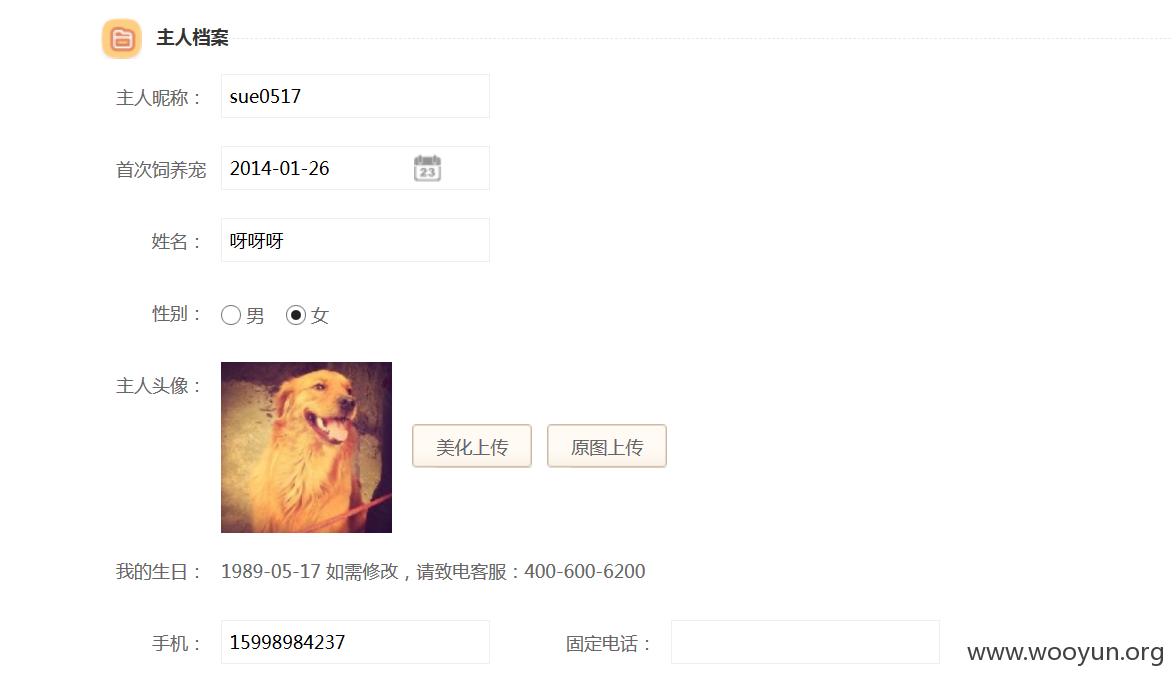 主人档案
主人昵称： sue0517
首次饲养宠 2014-01-26 23
姓名： 呀呀呀
性别： 男 女
主人头像：
美化上传 原图上传
我的生日： 1989-05-17 如需修改，请致电客服：400-600-6200
手机： 15998984237 固定电话：
www.wooyun.org